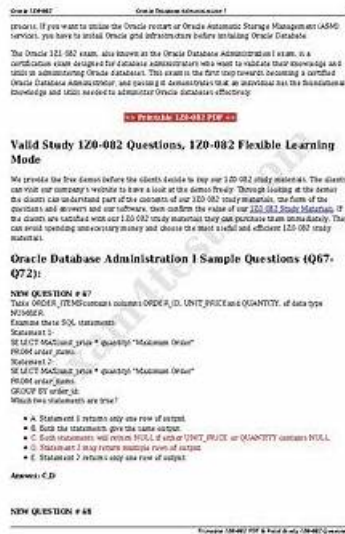 Oracle 1Z0-082
Oracle Database Administration I
process. If you want to utilize the Oracle restart or Oracle Automatic Storage Management (ASM)
services, you have to install Oracle grid infrastructure before installing Oracle Database.
The Oracle 1Z1-082 exam, also known as the Oracle Database Administration I exam, is a
certification exam designed for database administrators who want to validate their knowledge and
skills in administering Oracle databases. This exam is the first step towards becoming a certified
Oracle Database Administrator, and passing it demonstrates that an individual has the foundational
knowledge and skills needed to administer Oracle databases effectively.
>> Printable 1Z0-082 PDF <<
Valid Study 1Z0-082 Questions, 1Z0-082 Flexible Learning
Mode
We provide the free demos before the clients decide to buy our 1Z0-082 study materials. The clients
can visit our company's website to have a look at the demos freely. Through looking at the demos
the clients can understand part of the contents of our 1Z0-082 study materials, the form of the
questions and answers and our software, then confirm the value of our 1Z0-082 Study Materials. If
the clients are satisfied with our 1Z0-082 study materials they can purchase them immediately. They
can avoid spending unnecessary money and choose the most useful and efficient 1Z0-082 study
materials.
Oracle Database Administration I Sample Questions (Q67-
Q72):
NEW QUESTION # 67
Table ORDER_ITEMS contains columns ORDER_ID, UNIT_PRICE and QUANTITY, of data type
NUMBER.
Examine these SQL statements:
Statement 1:
SELECT MAX(unit_price * quantity) "Maximum Order"
FROM order_items;
Statement 2:
SELECT MAX(unit_price * quantity) "Maximum Order"
FROM order_items
GROUP BY order_id;
Which two statements are true?
A. Statement 1 returns only one row of output.
B. Both the statements give the same output.
C. Both statements will return NULL if either UNIT_PRICE or QUANTITY contains NULL.
D. Statement 2 may return multiple rows of output.
E. Statement 2 returns only one row of output.
Answer: C,D
NEW QUESTION # 68
Printable 1Z0-082 PDF & Valid Study 1Z0-082 Questions